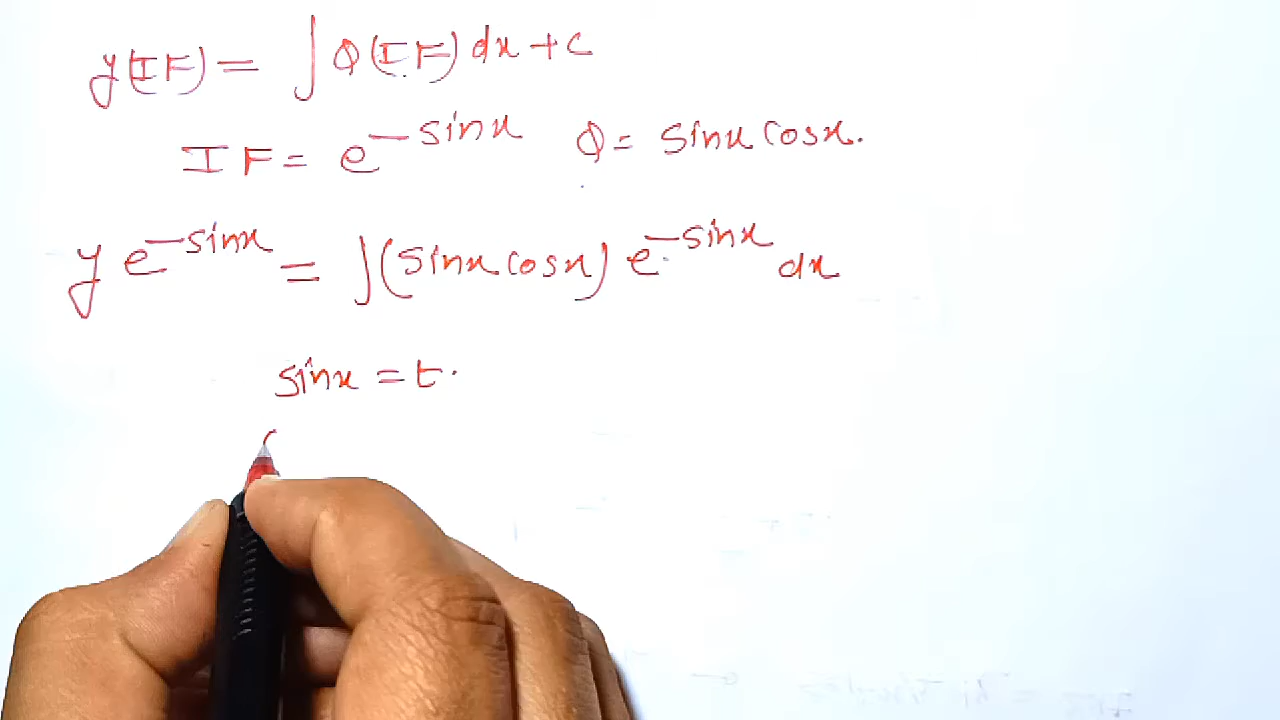 y(IF) = ∫ Q(IF) dx + c
IF = e^{-sinx} Q = sinx cosx.
y e^{-sinx} = ∫(sinx cosx) e^{-sinx} dx
sinx = t.